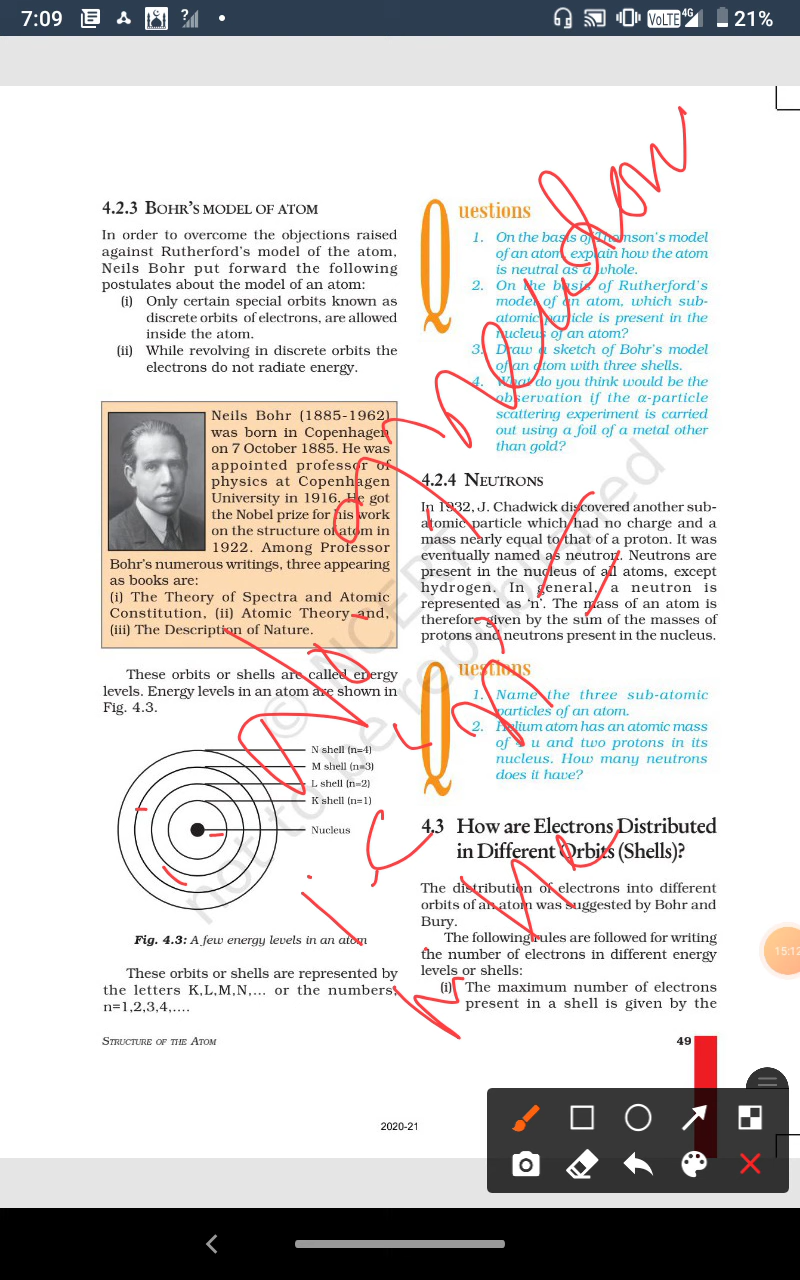 7:09
VoLTE 4G 21%
4.2.3 BOHR'S MODEL OF ATOM
In order to overcome the objections raised
against Rutherford's model of the atom,
Neils Bohr put forward the following
postulates about the model of an atom:
(i) Only certain special orbits known as
discrete orbits of electrons, are allowed
inside the atom.
(ii) While revolving in discrete orbits the
electrons do not radiate energy.
Neils Bohr (1885-1962)
was born in Copenhagen
on 7 October 1885. He was
appointed professor of
physics at Copenhagen
University in 1916. He got
the Nobel prize for his work
on the structure of atom in
1922. Among Professor
Bohr's numerous writings, three appearing
as books are:
(i) The Theory of Spectra and Atomic
Constitution, (ii) Atomic Theory and,
(iii) The Description of Nature.
These orbits or shells are called energy
levels. Energy levels in an atom are shown in
Fig. 4.3.
N shell (n=4)
M shell (n=3)
L shell (n=2)
K shell (n=1)
Nucleus
Fig. 4.3: A few energy levels in an atom
These orbits or shells are represented by
the letters K,L,M,N,… or the numbers,
n=1,2,3,4,….
Questions
1. On the basis of Thomson's model
of an atom, explain how the atom
is neutral as a whole.
2. On the basis of Rutherford's
model of an atom, which sub-
atomic particle is present in the
nucleus of an atom?
3. Draw a sketch of Bohr's model
of an atom with three shells.
4. What do you think would be the
observation if the α-particle
scattering experiment is carried
out using a foil of a metal other
than gold?
4.2.4 NEUTRONS
In 1932, J. Chadwick discovered another sub-
atomic particle which had no charge and a
mass nearly equal to that of a proton. It was
eventually named as neutron. Neutrons are
present in the nucleus of all atoms, except
hydrogen. In general, a neutron is
represented as 'n'. The mass of an atom is
therefore given by the sum of the masses of
protons and neutrons present in the nucleus.
Questions
1. Name the three sub-atomic
particles of an atom.
2. Helium atom has an atomic mass
of 4 u and two protons in its
nucleus. How many neutrons
does it have?
4.3 How are Electrons Distributed
in Different Orbits (Shells)?
The distribution of electrons into different
orbits of an atom was suggested by Bohr and
Bury.
The following rules are followed for writing
the number of electrons in different energy
levels or shells:
(i) The maximum number of electrons
present in a shell is given by the
STRUCTURE OF THE ATOM
49
2020-21
© NCERT
not to be republished
15:12